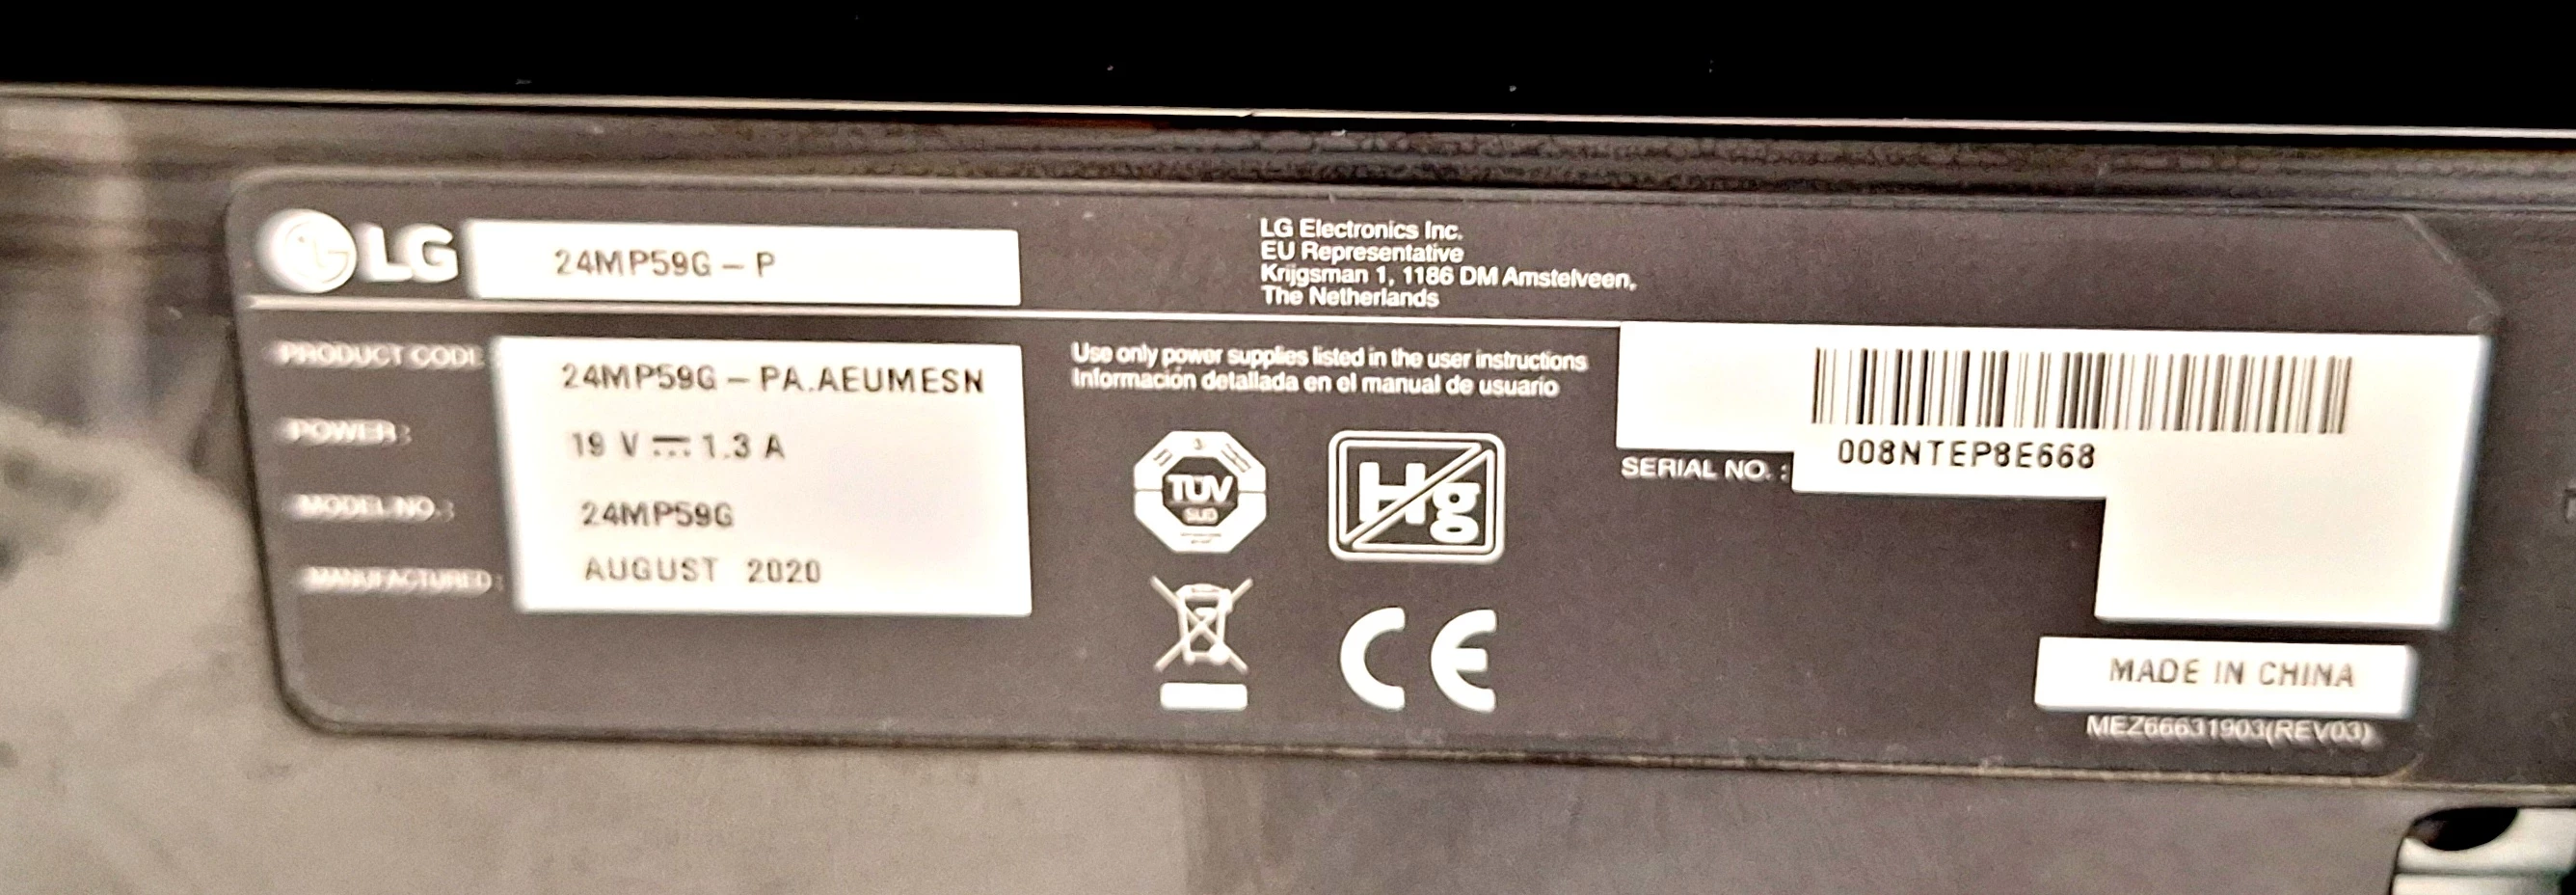 LG 24MP59G – P
LG Electronics Inc.
EU Representative
Krijgsman 1, 1186 DM Amstelveen,
The Netherlands
PRODUCT CODE : 24MP59G – PA.AEUMESN
POWER : 19 V ⎓ 1.3 A
MODEL NO. : 24MP59G
MANUFACTURED : AUGUST 2020
Use only power supplies listed in the user instructions
Información detallada en el manual de usuario
TÜV
SÜD
Hg
CE
SERIAL NO. : 008NTEP8E668
MADE IN CHINA
MEZ66631903(REV03)